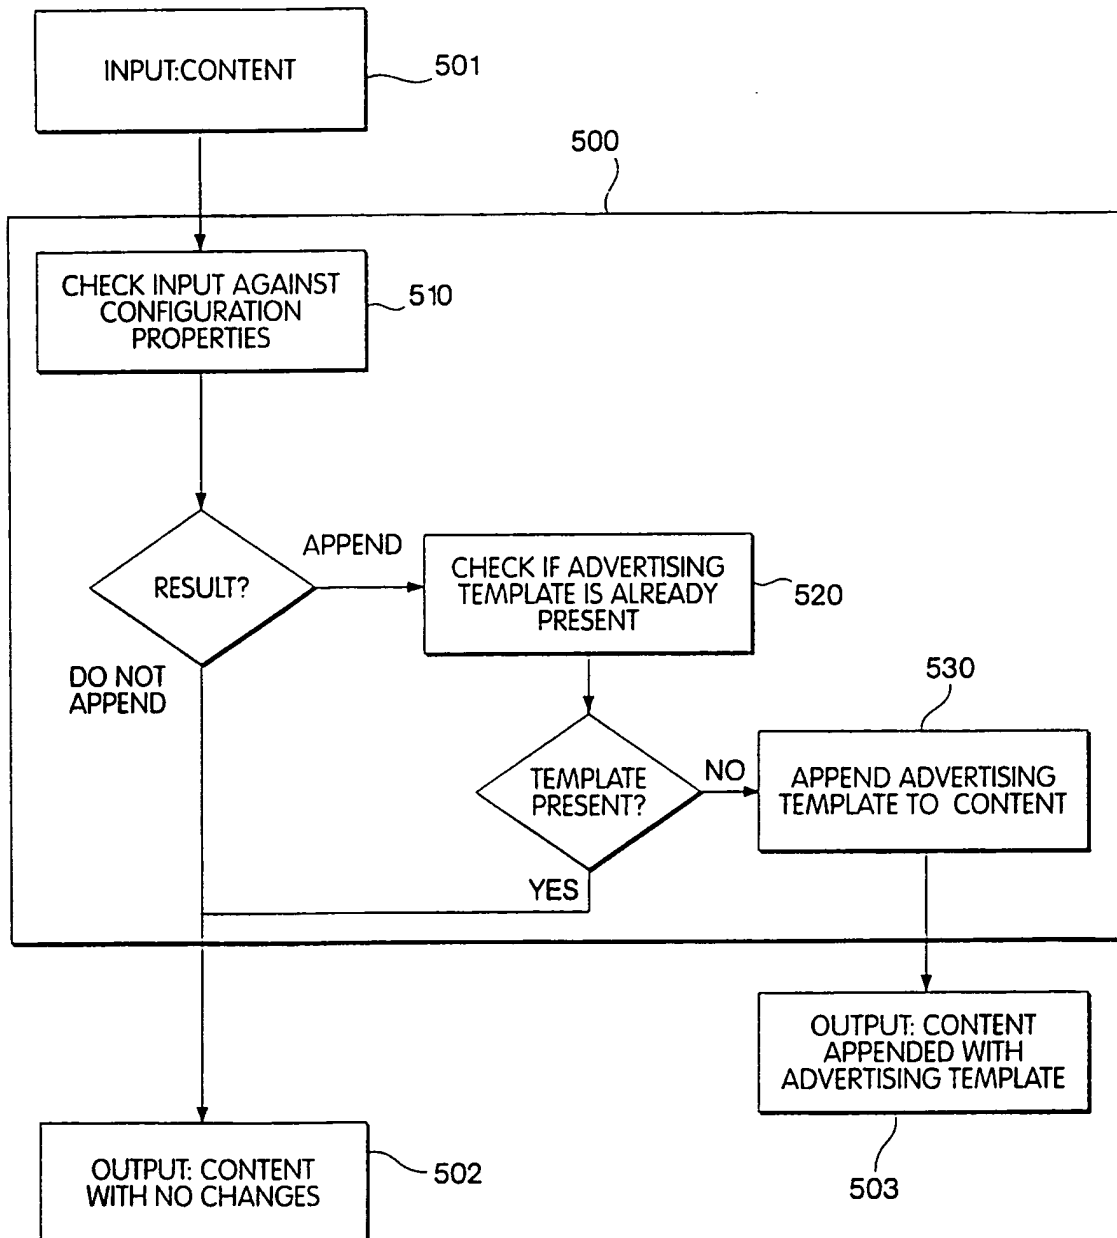 INPUT:CONTENT
501
500
CHECK INPUT AGAINST
CONFIGURATION
PROPERTIES
510
RESULT?
APPEND
CHECK IF ADVERTISING
TEMPLATE IS ALREADY
PRESENT
520
DO NOT
APPEND
530
TEMPLATE
PRESENT?
NO
APPEND ADVERTISING
TEMPLATE TO CONTENT
YES
OUTPUT: CONTENT
APPENDED WITH
ADVERTISING TEMPLATE
503
OUTPUT: CONTENT
WITH NO CHANGES
502